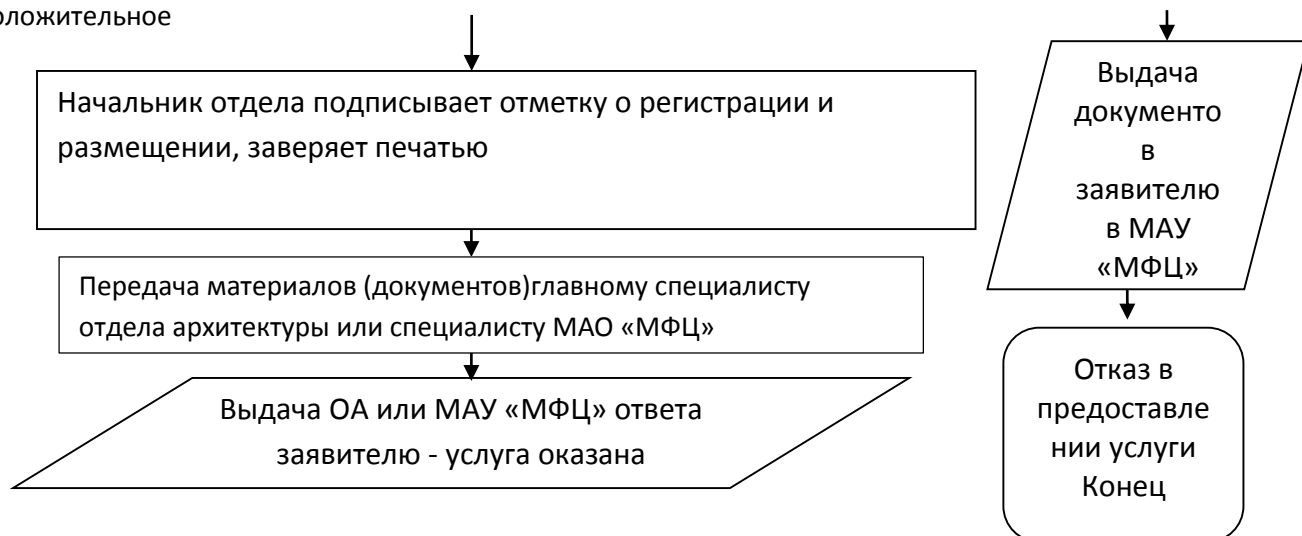 оложительное
Начальник отдела подписывает отметку о регистрации и
размещении, заверяет печатью
Передача материалов (документов)главному специалисту
отдела архитектуры или специалисту МАО «МФЦ»
Выдача ОА или МАУ «МФЦ» ответа
заявителю - услуга оказана
Выдача
документо
в
заявителю
в МАУ
«МФЦ»
Отказ в
предоставле
нии услуги
Конец